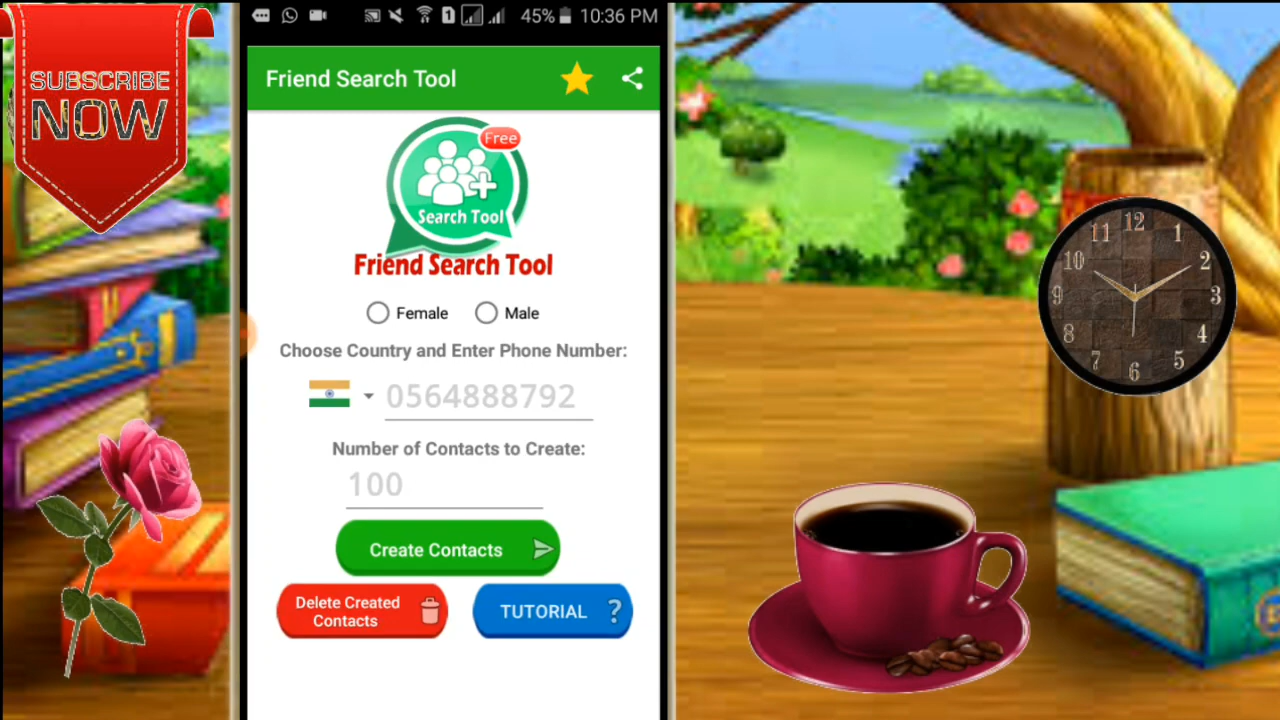 SUBSCRIBE
NOW
1
45%
10:36 PM
Friend Search Tool
Free
Search Tool
Friend Search Tool
Female
Male
Choose Country and Enter Phone Number:
0564888792
Number of Contacts to Create:
100
Create Contacts
Delete Created
Contacts
TUTORIAL ?
12
11
1
10
2
9
3
8
4
7
5
6